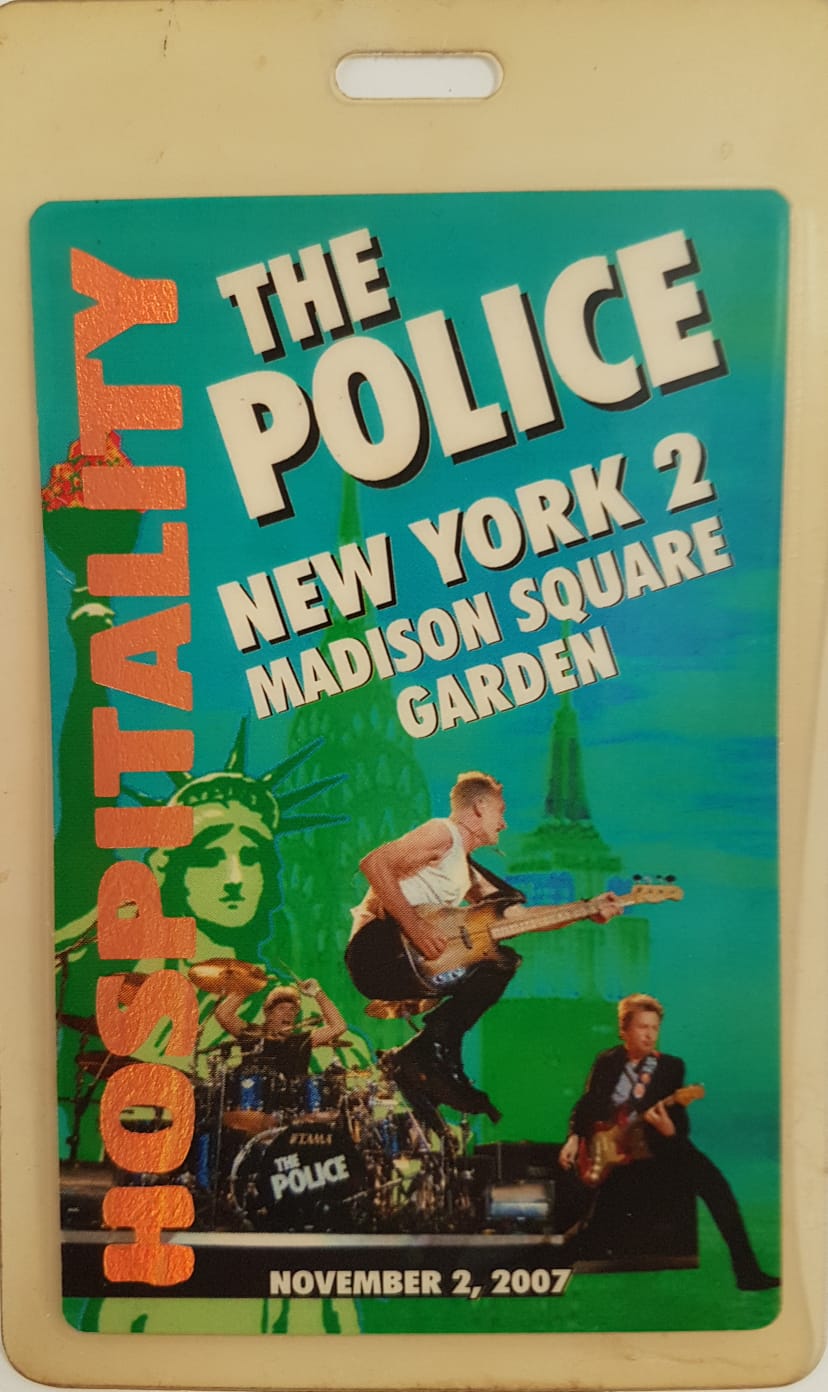 HOSPITALITY
THE
POLICE
NEW YORK 2
MADISON SQUARE
GARDEN
TAMA
THE
POLICE
NOVEMBER 2, 2007